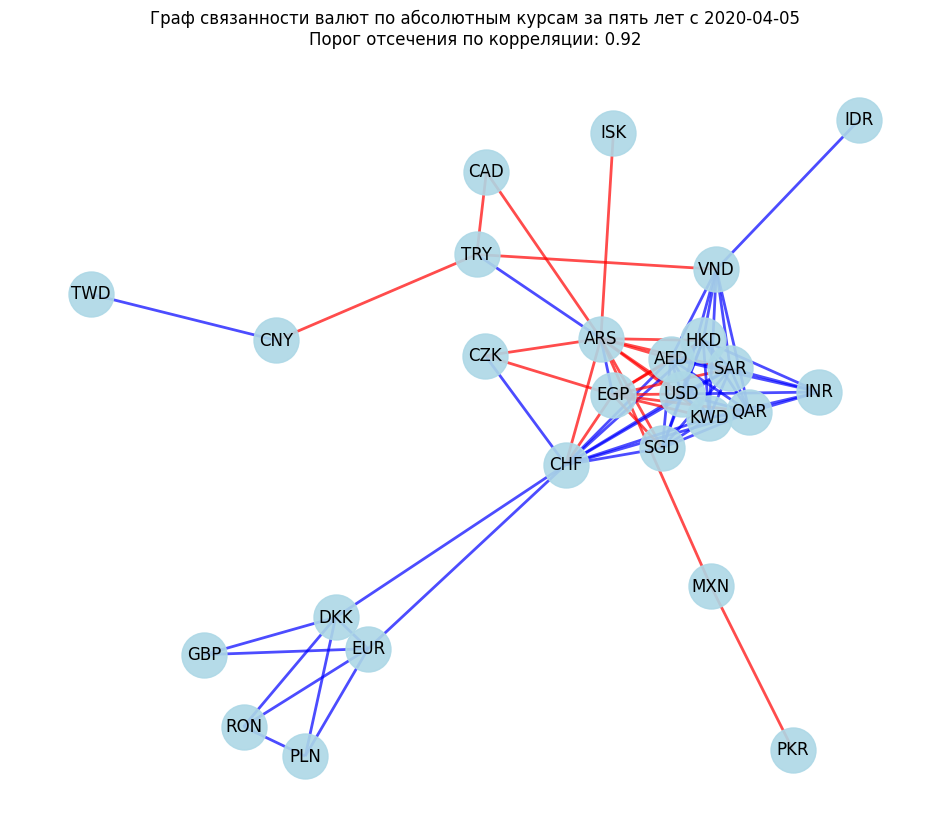 Граф связанности валют по абсолютным курсам за пять лет с 2020-04-05
Порог отсечения по корреляции: 0.92
IDR
ISK
CAD
TRY
VND
TWD
CNY
ARS
HKD
CZK
AED
SAR
EGP
USD
INR
KWD
QAR
SGD
CHF
MXN
DKK
EUR
GBP
RON
PLN
PKR